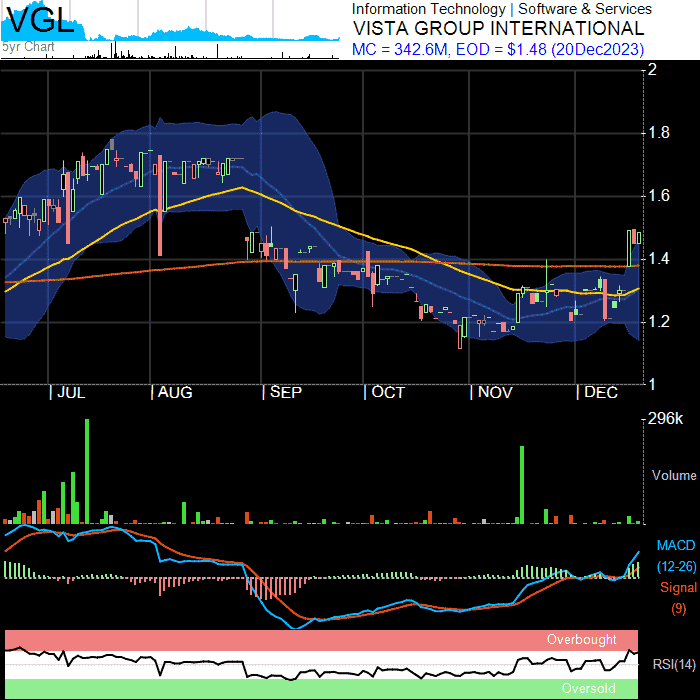 VGL
5yr Chart
Information Technology | Software & Services
VISTA GROUP INTERNATIONAL
MC = 342.6M, EOD = $1.48 (20Dec2023)
2
1.8
1.6
1.4
1.2
1
| JUL | AUG | SEP | OCT | NOV | DEC
296k
Volume
MACD
(12-26)
Signal
(9)
Overbought
RSI(14)
Oversold